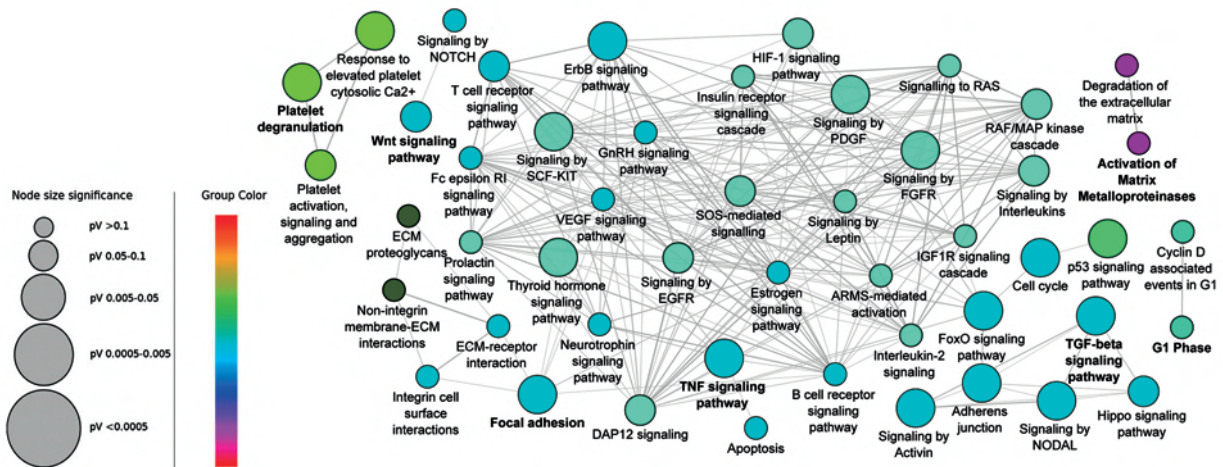 Node size significance
pV >0.1
pV 0.05-0.1
pV 0.005-0.05
pV 0.0005-0.005
pV <0.0005
Group Color
Response to
elevated platelet
cytosolic Ca2+
Platelet
degranulation
Platelet
activation,
signaling and
aggregation
Signaling by
NOTCH
T cell receptor
signaling
pathway
Wnt signaling
pathway
ErbB signaling
pathway
HIF-1 signaling
pathway
Insulin receptor
signalling
cascade
Signaling by
PDGF
Signalling to RAS
RAF/MAP kinase
cascade
Degradation of
the extracellular
matrix
Activation of
Matrix
Metalloproteinases
Signaling by
SCF-KIT
GnRH signaling
pathway
Signaling by
FGFR
Signaling by
Interleukins
Fc epsilon RI
signaling
pathway
VEGF signaling
pathway
SOS-mediated
signalling
Signaling by
Leptin
ECM
proteoglycans
Prolactin
signaling
pathway
Thyroid hormone
signaling
pathway
Signaling by
EGFR
Estrogen
signaling
pathway
ARMS-mediated
activation
IGF1R signaling
cascade
Cell cycle
p53 signaling
pathway
Cyclin D
associated
events in G1
G1 Phase
Non-integrin
membrane-ECM
interactions
ECM-receptor
interaction
Neurotrophin
signaling
pathway
TNF signaling
pathway
Interleukin-2
signaling
FoxO signaling
pathway
TGF-beta
signaling
pathway
Integrin cell
surface
interactions
Focal adhesion
DAP12 signaling
Apoptosis
B cell receptor
signaling
pathway
Signaling by
Activin
Adherens
junction
Signaling by
NODAL
Hippo signaling
pathway